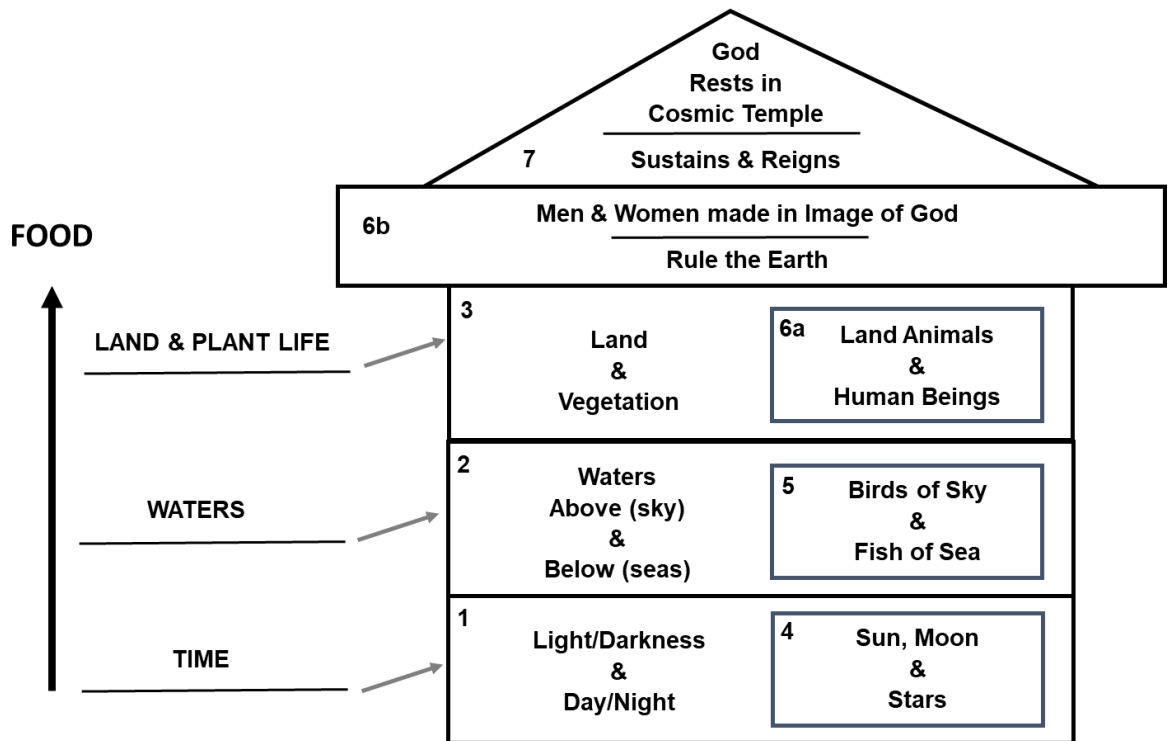 God
Rests in
Cosmic Temple
7
Sustains & Reigns
6b
Men & Women made in Image of God
Rule the Earth
FOOD
LAND & PLANT LIFE
3
Land
&
Vegetation
6a
Land Animals
&
Human Beings
WATERS
2
Waters
Above (sky)
&
Below (seas)
5
Birds of Sky
&
Fish of Sea
TIME
1
Light/Darkness
&
Day/Night
4
Sun, Moon
&
Stars